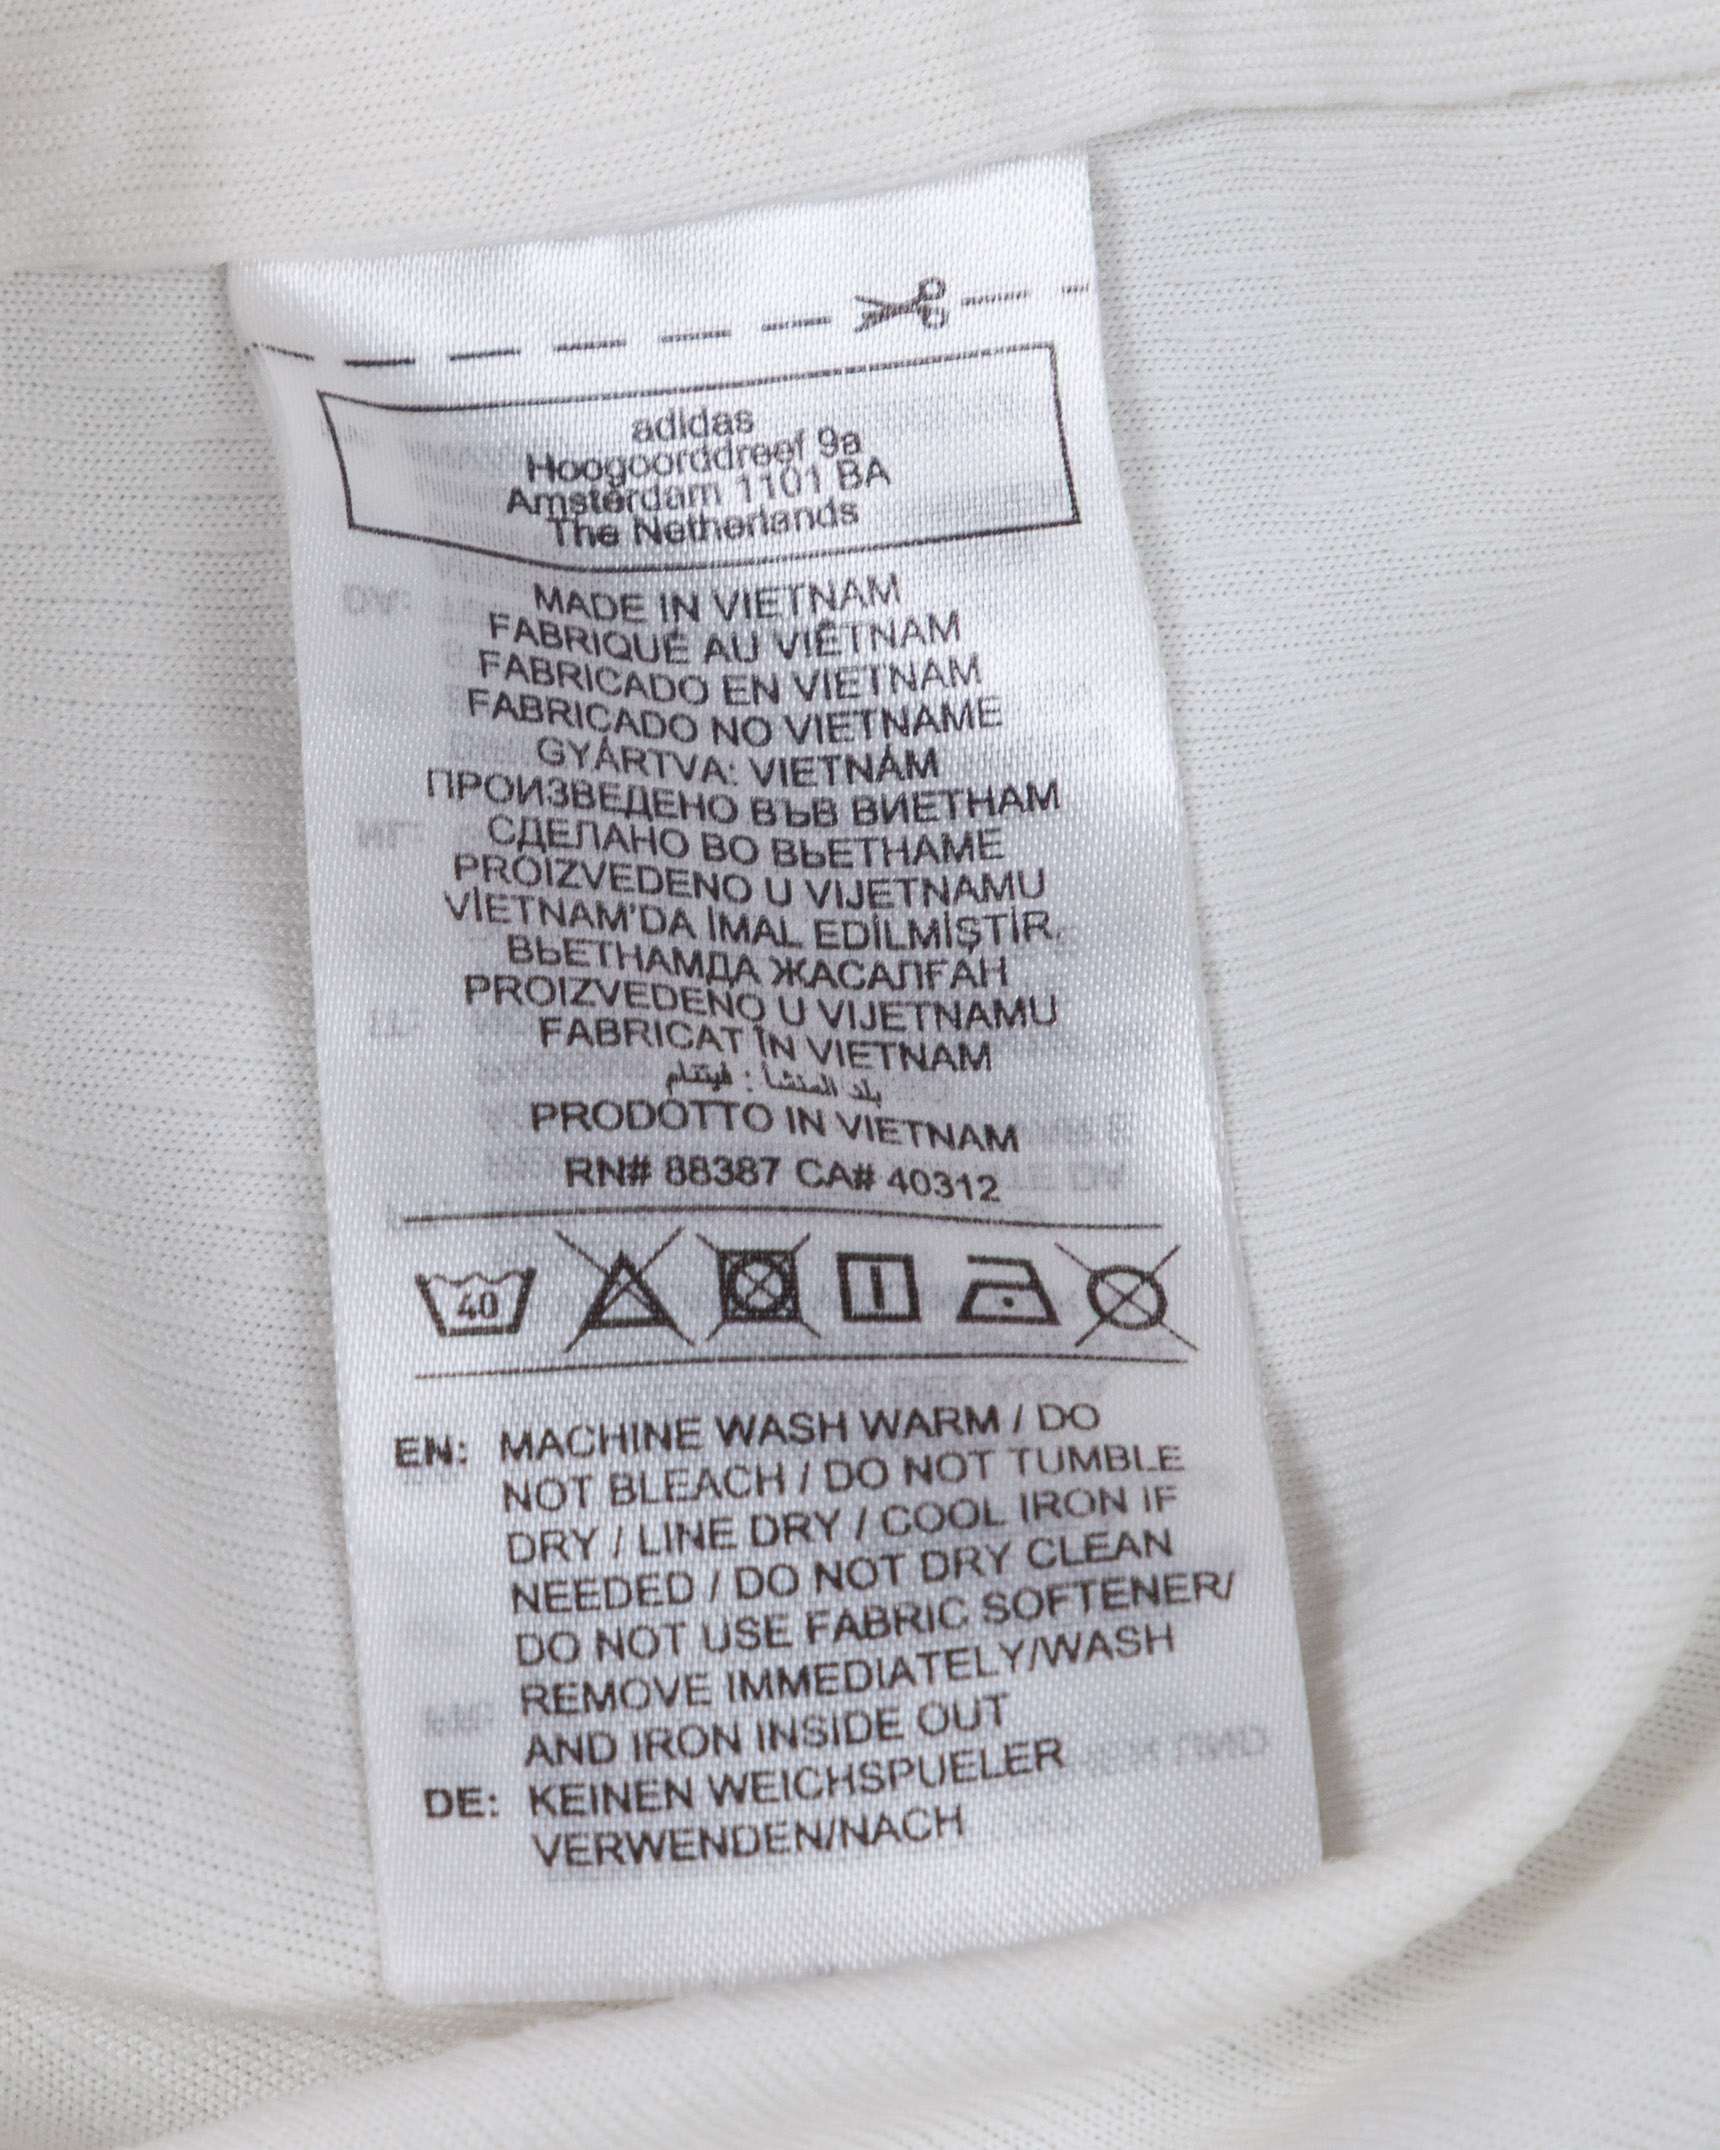 adidas
Hoogoorddreef 9a
Amsterdam 1101 BA
The Netherlands
MADE IN VIETNAM
FABRIQUÉ AU VIÊTNAM
FABRICADO EN VIETNAM
FABRICADO NO VIETNAME
GYÁRTVA: VIETNÁM
ПРОИЗВЕДЕНО ВЪВ ВИЕТНАМ
СДЕЛАНО ВО ВЬЕТНАМЕ
PROIZVEDENO U VIJETNAMU
VİETNAM'DA İMAL EDİLMİŞTİR.
ВЬЕТНАМДА ЖАСАЛҒАН
PROIZVEDENO U VIJETNAMU
FABRICAT ÎN VIETNAM
بلد المنشأ : فيتنام
PRODOTTO IN VIETNAM
RN# 88387 CA# 40312
40
EN: MACHINE WASH WARM / DO
NOT BLEACH / DO NOT TUMBLE
DRY / LINE DRY / COOL IRON IF
NEEDED / DO NOT DRY CLEAN
DO NOT USE FABRIC SOFTENER/
REMOVE IMMEDIATELY/WASH
AND IRON INSIDE OUT
DE: KEINEN WEICHSPUELER
VERWENDEN/NACH